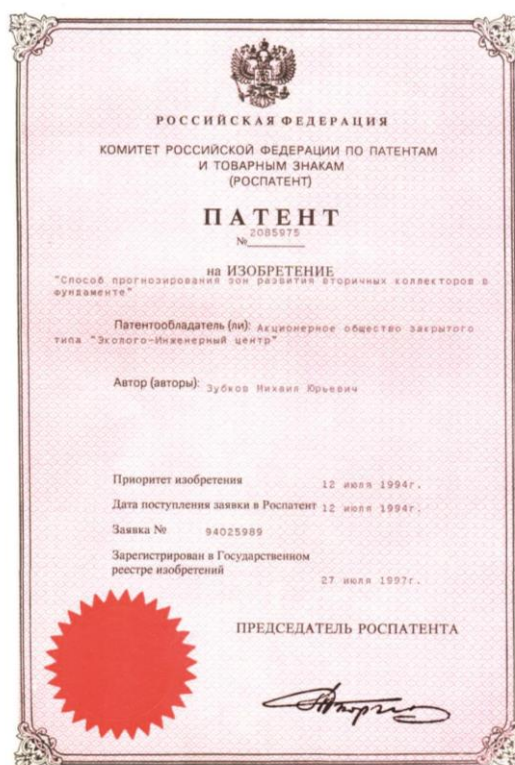 РОССИЙСКАЯ ФЕДЕРАЦИЯ
КОМИТЕТ РОССИЙСКОЙ ФЕДЕРАЦИИ ПО ПАТЕНТАМ
И ТОВАРНЫМ ЗНАКАМ
(РОСПАТЕНТ)
ПАТЕНТ
№ 2085975
на ИЗОБРЕТЕНИЕ
"Способ прогнозирования зон развития вторичных коллекторов в
фундаменте"
Патентообладатель (ли): Акционерное общество закрытого
типа "Эколого-Инженерный центр"
Автор (авторы): Зубков Михаил Юрьевич
Приоритет изобретения 12 июля 1994г.
Дата поступления заявки в Роспатент 12 июля 1994г.
Заявка № 94025989
Зарегистрирован в Государственном
реестре изобретений
27 июля 1997г.
ПРЕДСЕДАТЕЛЬ РОСПАТЕНТА